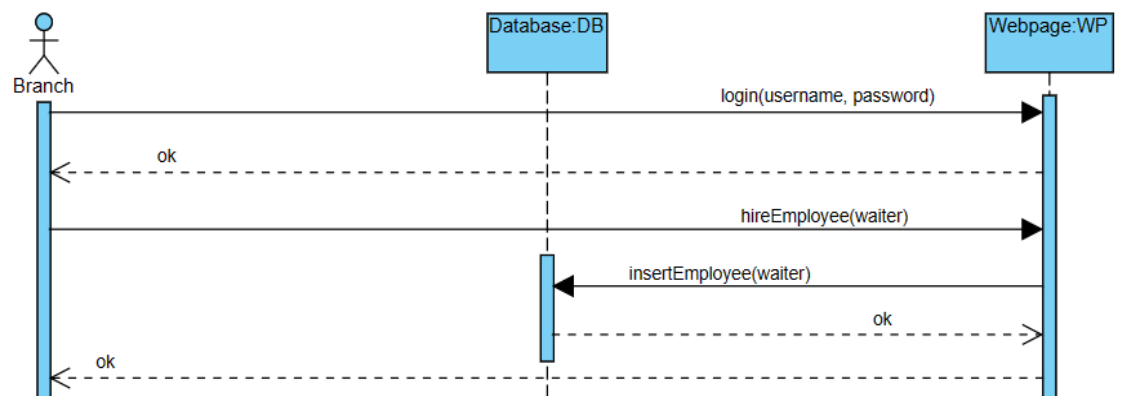 Database:DB
Webpage:WP
Branch
login(username, password)
ok
hireEmployee(waiter)
insertEmployee(waiter)
ok
ok